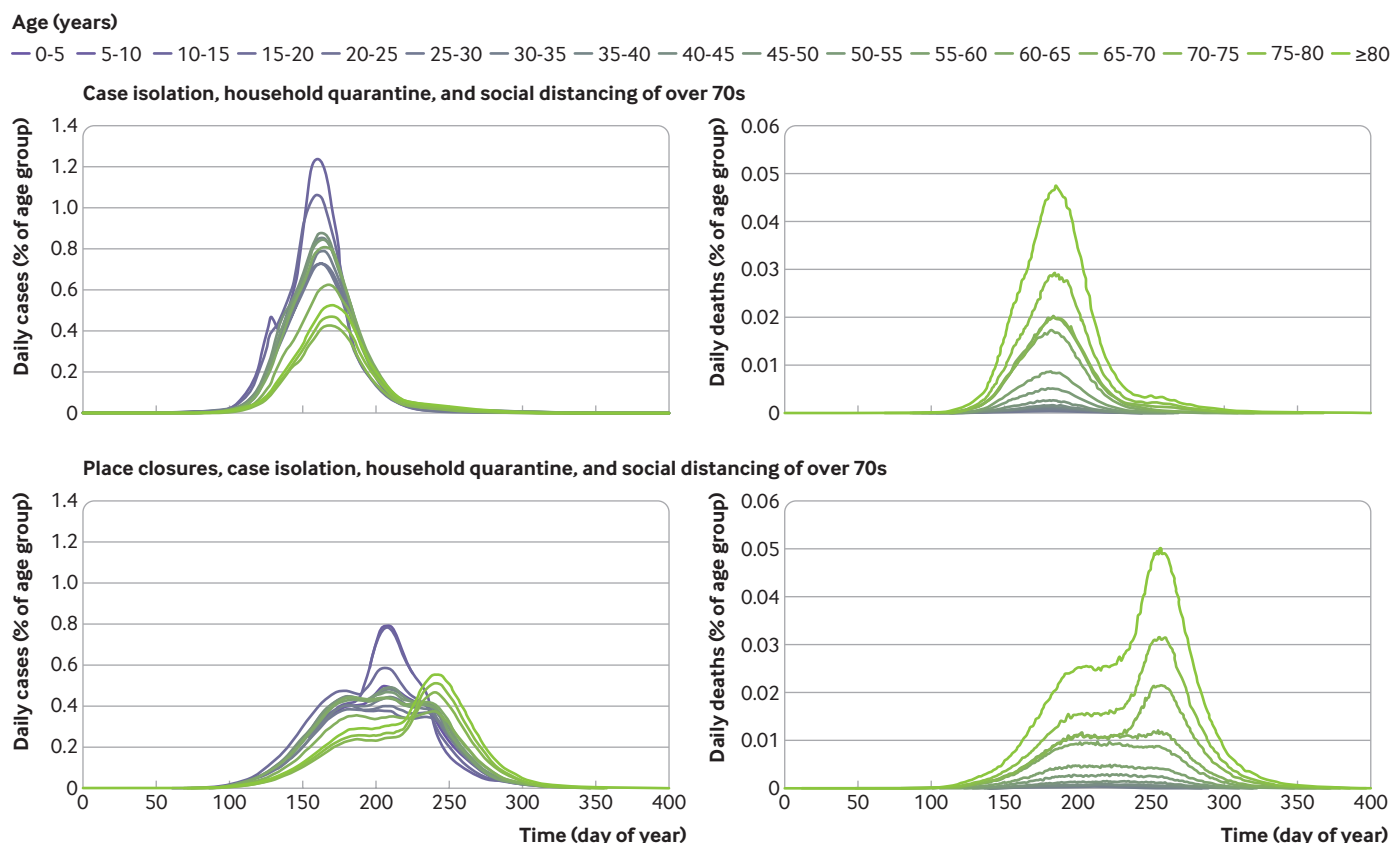 Age (years)
0-5 5-10 10-15 15-20 20-25 25-30 30-35 35-40 40-45 45-50 50-55 55-60 60-65 65-70 70-75 75-80 ≥80
Case isolation, household quarantine, and social distancing of over 70s
Daily cases (% of age group)
1.4
1.2
1.0
0.8
0.6
0.4
0.2
0
Daily deaths (% of age group)
0.06
0.05
0.04
0.03
0.02
0.01
0
Place closures, case isolation, household quarantine, and social distancing of over 70s
Daily cases (% of age group)
1.4
1.2
1.0
0.8
0.6
0.4
0.2
0
0 50 100 150 200 250 300 350 400
Time (day of year)
Daily deaths (% of age group)
0.06
0.05
0.04
0.03
0.02
0.01
0
0 50 100 150 200 250 300 350 400
Time (day of year)